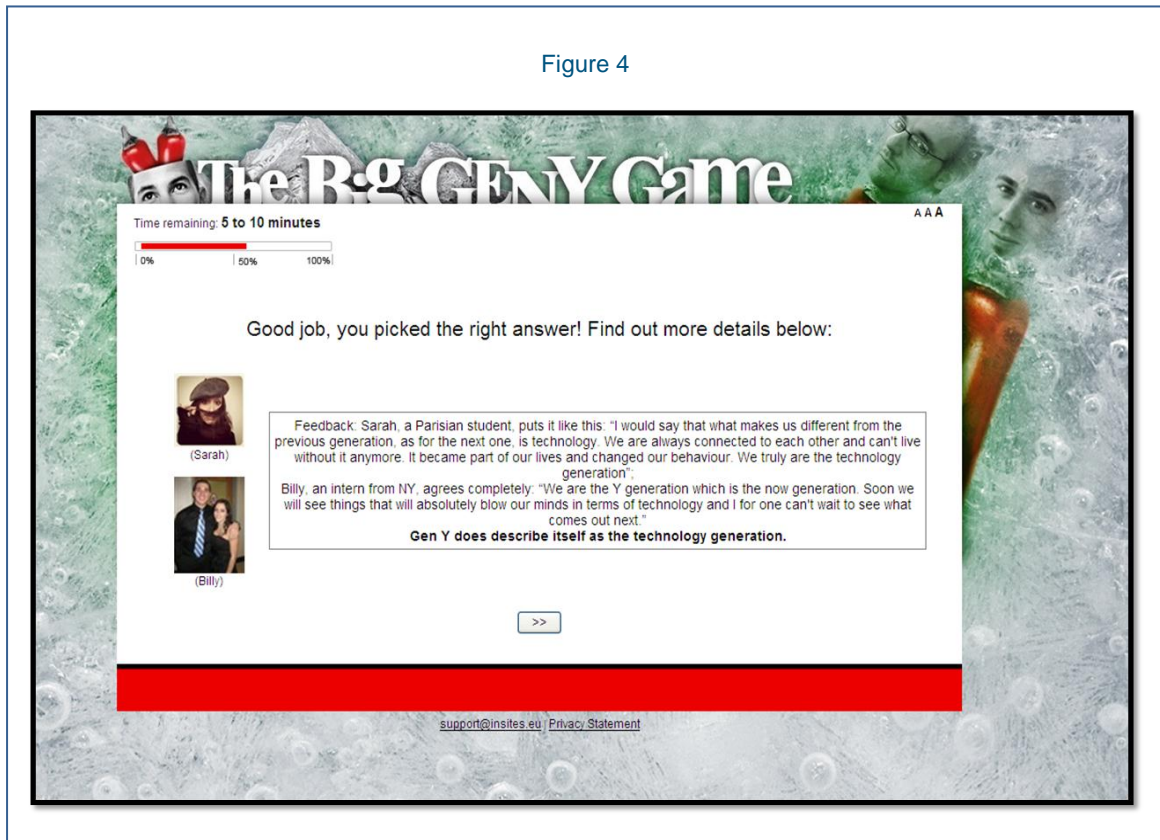 Figure 4
The Big GENY Game
Time remaining: 5 to 10 minutes
A A A
0% 50% 100%
Good job, you picked the right answer! Find out more details below:
(Sarah)
Feedback: Sarah, a Parisian student, puts it like this: “I would say that what makes us different from the
previous generation, as for the next one, is technology. We are always connected to each other and can't live
without it anymore. It became part of our lives and changed our behaviour. We truly are the technology
generation”;
Billy, an intern from NY, agrees completely: “We are the Y generation which is the now generation. Soon we
will see things that will absolutely blow our minds in terms of technology and I for one can't wait to see what
comes out next.”
Gen Y does describe itself as the technology generation.
(Billy)
>>
support@insites.eu | Privacy Statement